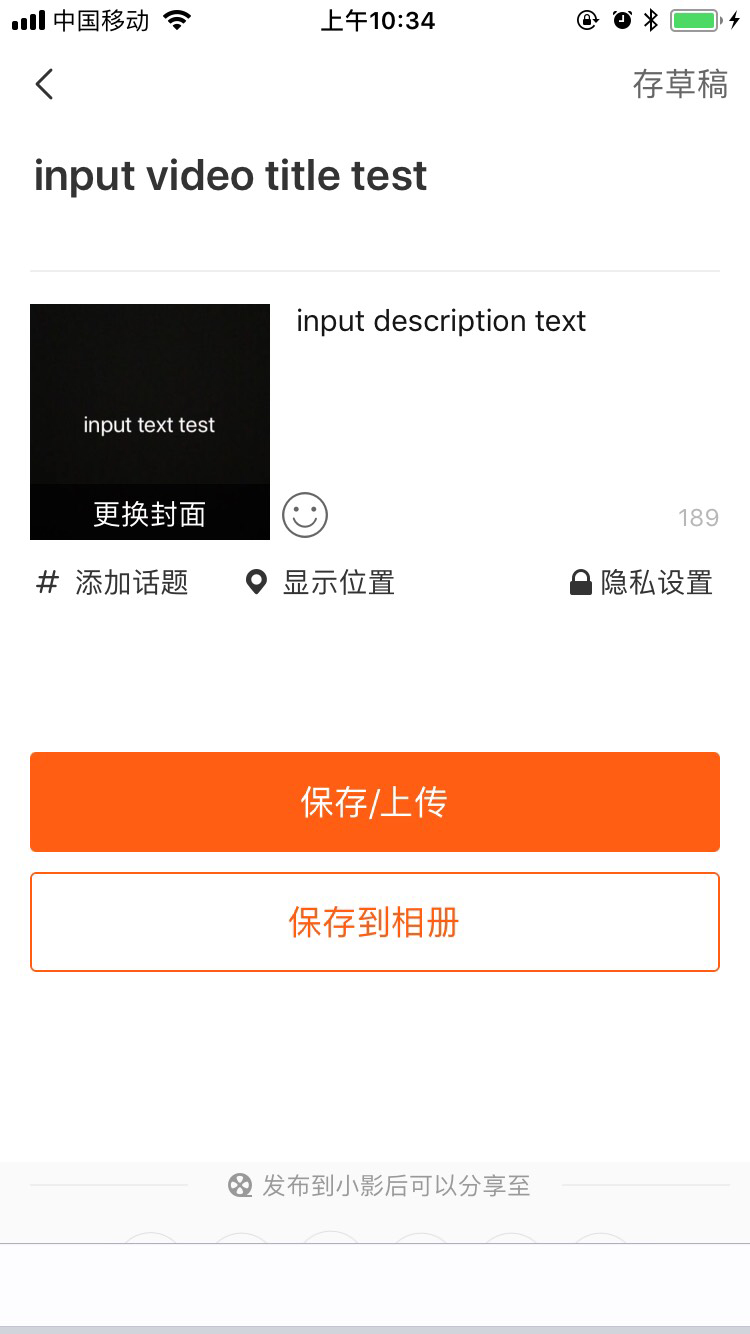 中国移动
上午10:34
存草稿
input video title test
input description text
input text test
更换封面
189
# 添加话题
显示位置
隐私设置
保存/上传
保存到相册
发布到小影后可以分享至